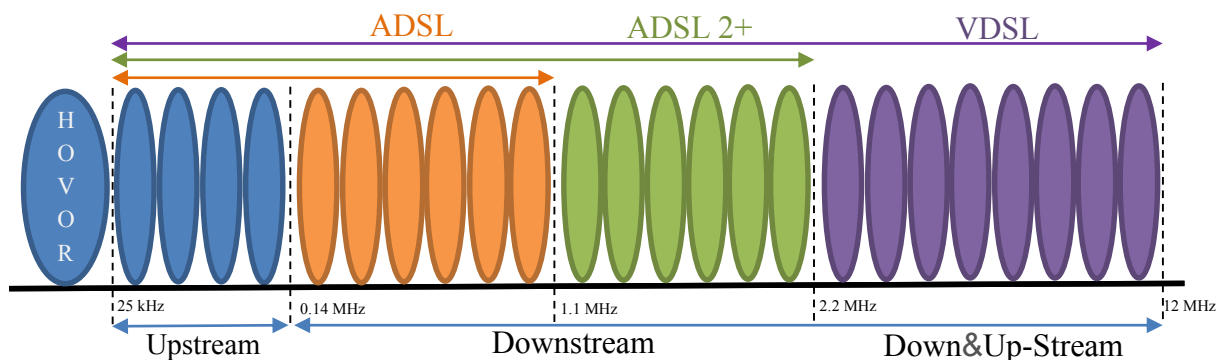 ADSL ADSL 2+ VDSL
HOVOR
25 kHz 0.14 MHz 1.1 MHz 2.2 MHz 12 MHz
Upstream Downstream Down&Up-Stream